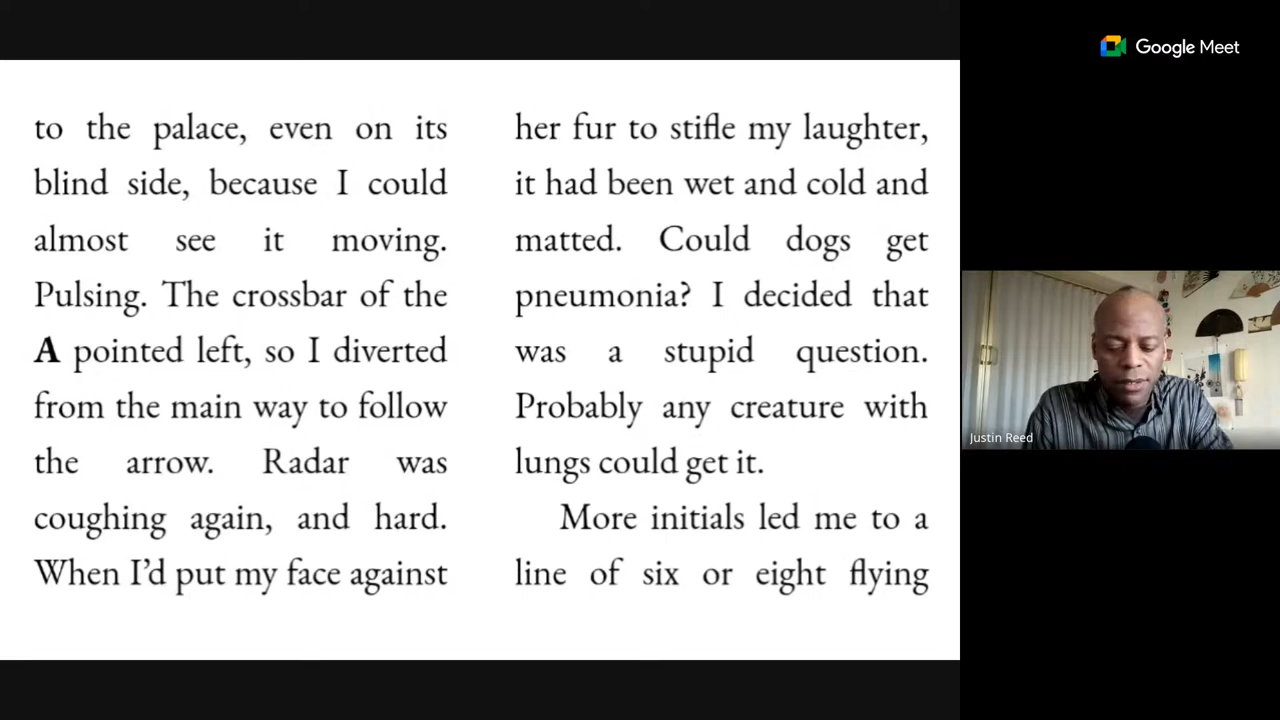 to the palace, even on its
blind side, because I could
almost see it moving.
Pulsing. The crossbar of the
A pointed left, so I diverted
from the main way to follow
the arrow. Radar was
coughing again, and hard.
When I’d put my face against
her fur to stifle my laughter,
it had been wet and cold and
matted. Could dogs get
pneumonia? I decided that
was a stupid question.
Probably any creature with
lungs could get it.
More initials led me to a
line of six or eight flying
Google Meet
Justin Reed